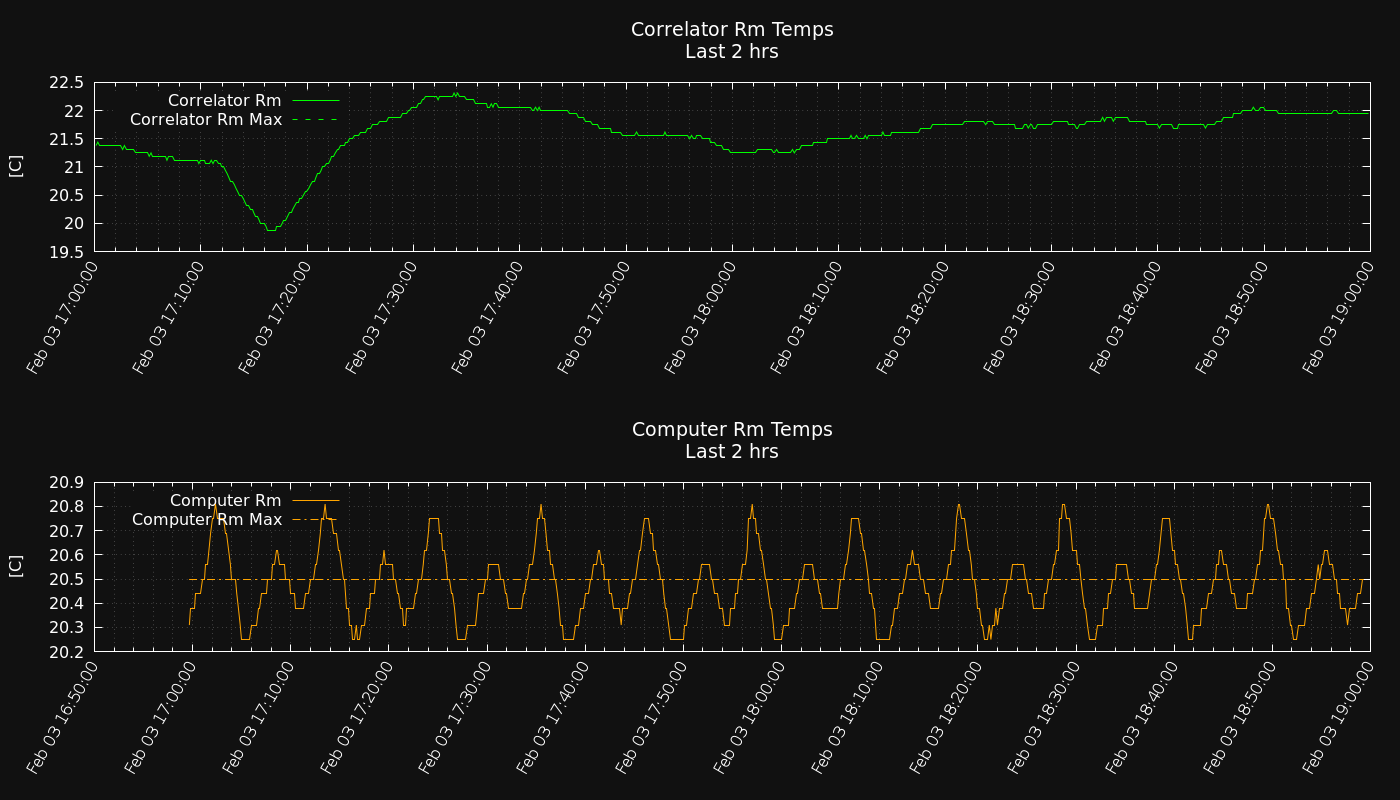 Correlator Rm Temps
Last 2 hrs
Correlator Rm
Correlator Rm Max
[C]
22.5
22
21.5
21
20.5
20
19.5
Feb 03 17:00:00
Feb 03 17:10:00
Feb 03 17:20:00
Feb 03 17:30:00
Feb 03 17:40:00
Feb 03 17:50:00
Feb 03 18:00:00
Feb 03 18:10:00
Feb 03 18:20:00
Feb 03 18:30:00
Feb 03 18:40:00
Feb 03 18:50:00
Feb 03 19:00:00
Computer Rm Temps
Last 2 hrs
Computer Rm
Computer Rm Max
[C]
20.9
20.8
20.7
20.6
20.5
20.4
20.3
20.2
Feb 03 16:50:00
Feb 03 17:00:00
Feb 03 17:10:00
Feb 03 17:20:00
Feb 03 17:30:00
Feb 03 17:40:00
Feb 03 17:50:00
Feb 03 18:00:00
Feb 03 18:10:00
Feb 03 18:20:00
Feb 03 18:30:00
Feb 03 18:40:00
Feb 03 18:50:00
Feb 03 19:00:00